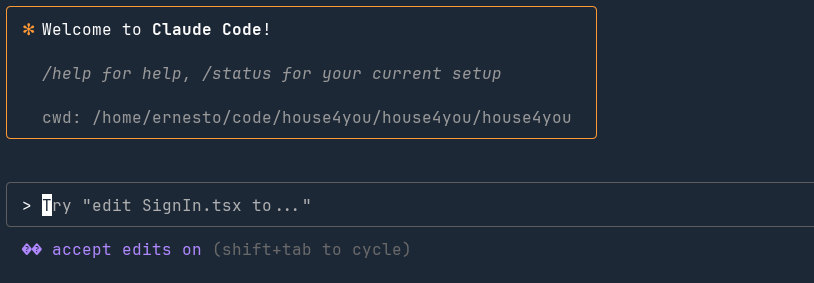 ✻ Welcome to Claude Code!
/help for help, /status for your current setup
cwd: /home/ernesto/code/house4you/house4you/house4you
> Try "edit SignIn.tsx to..."
�� accept edits on (shift+tab to cycle)